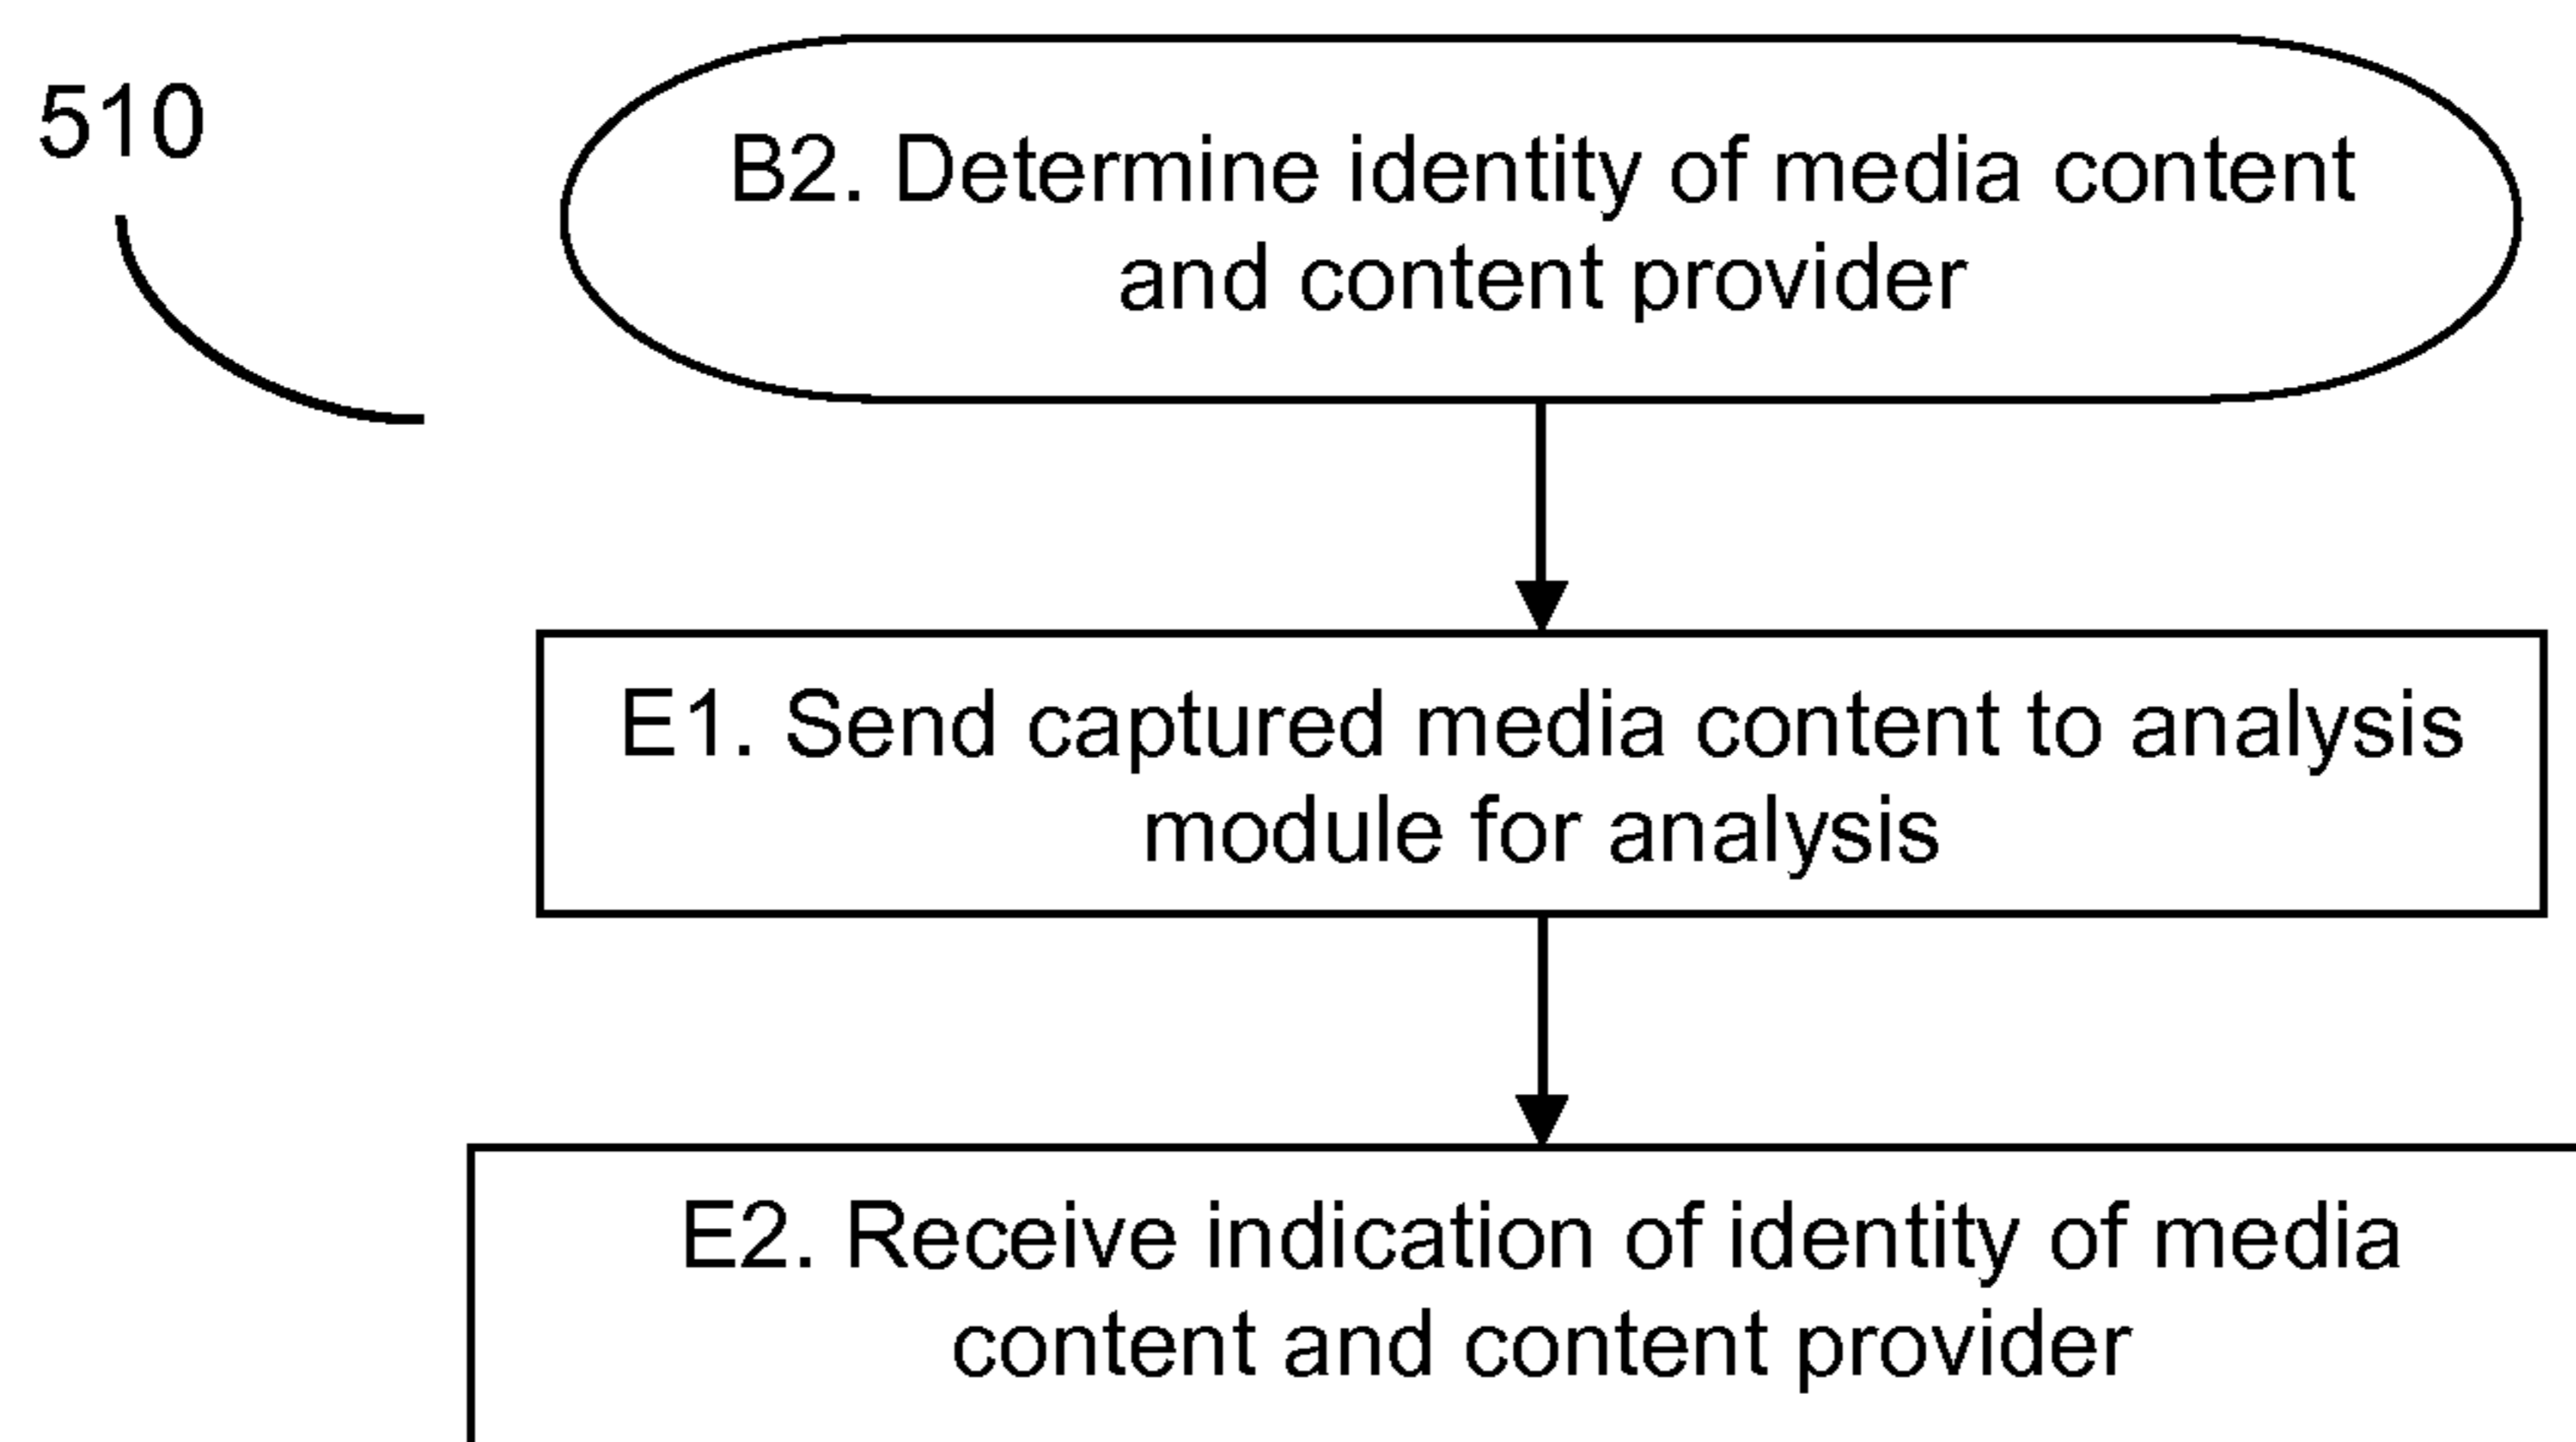 510
B2. Determine identity of media content
and content provider
E1. Send captured media content to analysis
module for analysis
E2. Receive indication of identity of media
content and content provider